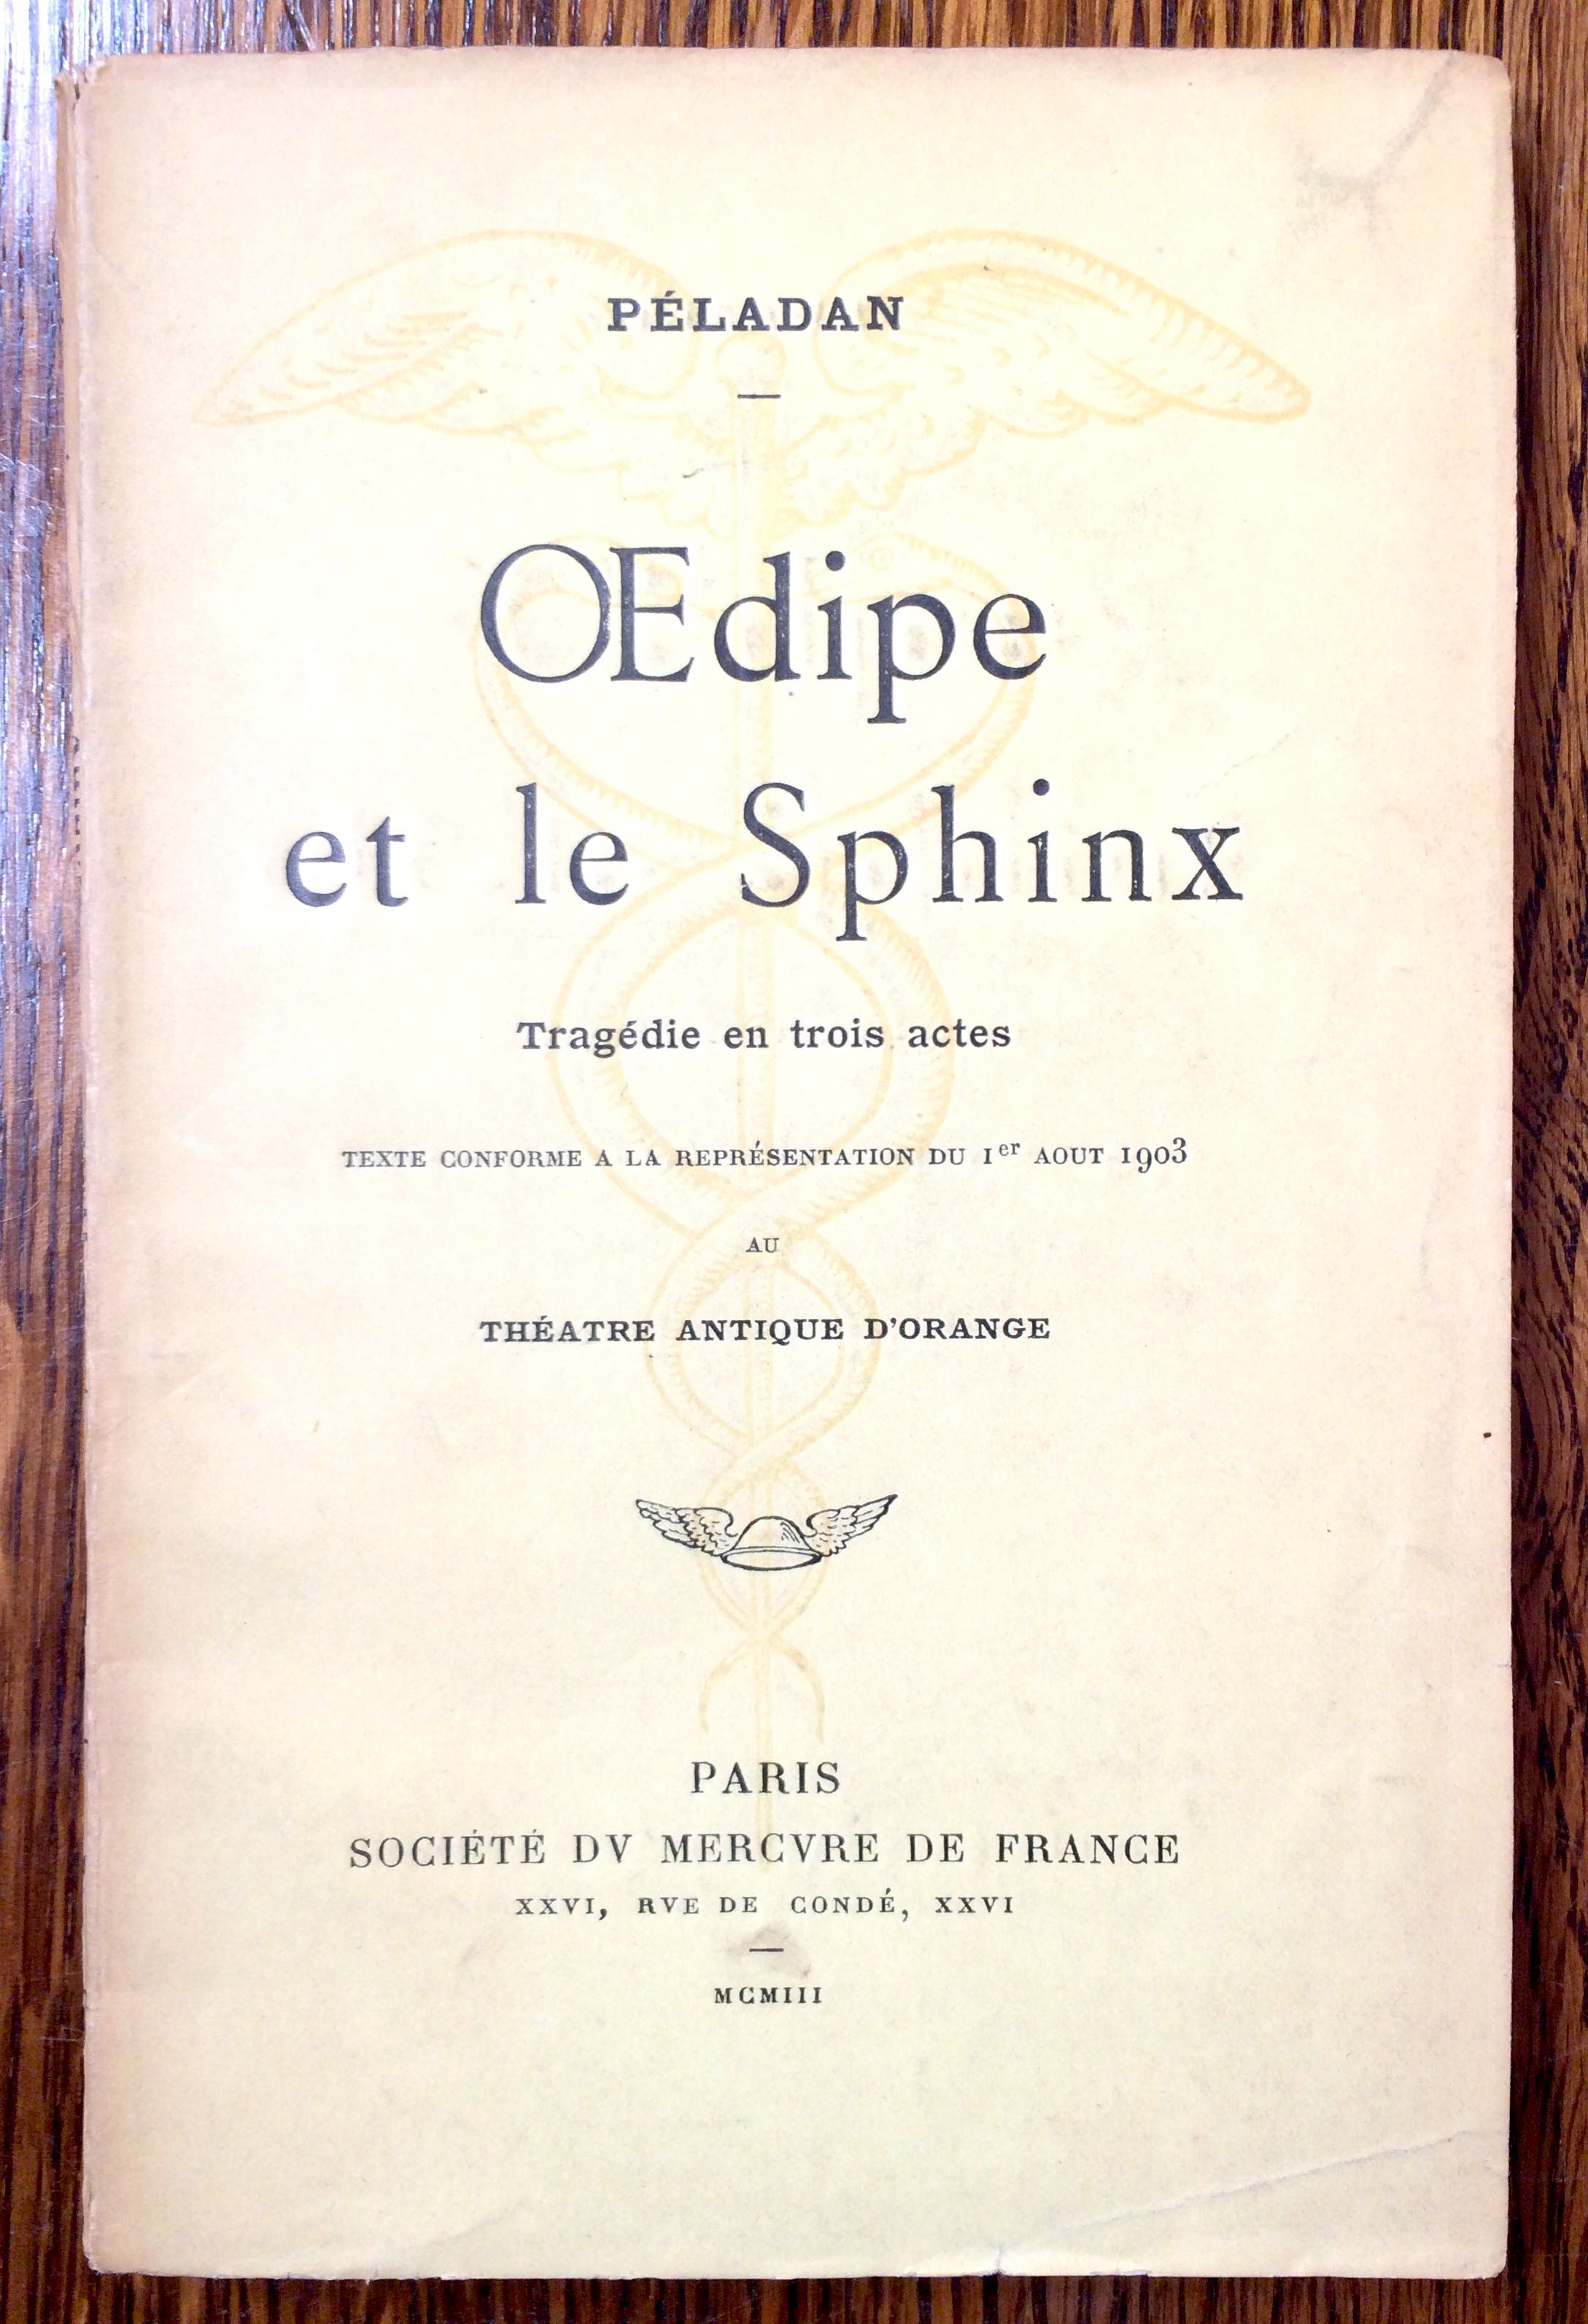 PÉLADAN
Œdipe
et le Sphinx
Tragédie en trois actes
TEXTE CONFORME A LA REPRÉSENTATION DU 1er AOUT 1903
AU
THÉATRE ANTIQUE D'ORANGE
PARIS
SOCIÉTÉ DV MERCVRE DE FRANCE
XXVI, RVE DE CONDÉ, XXVI
MCMIII